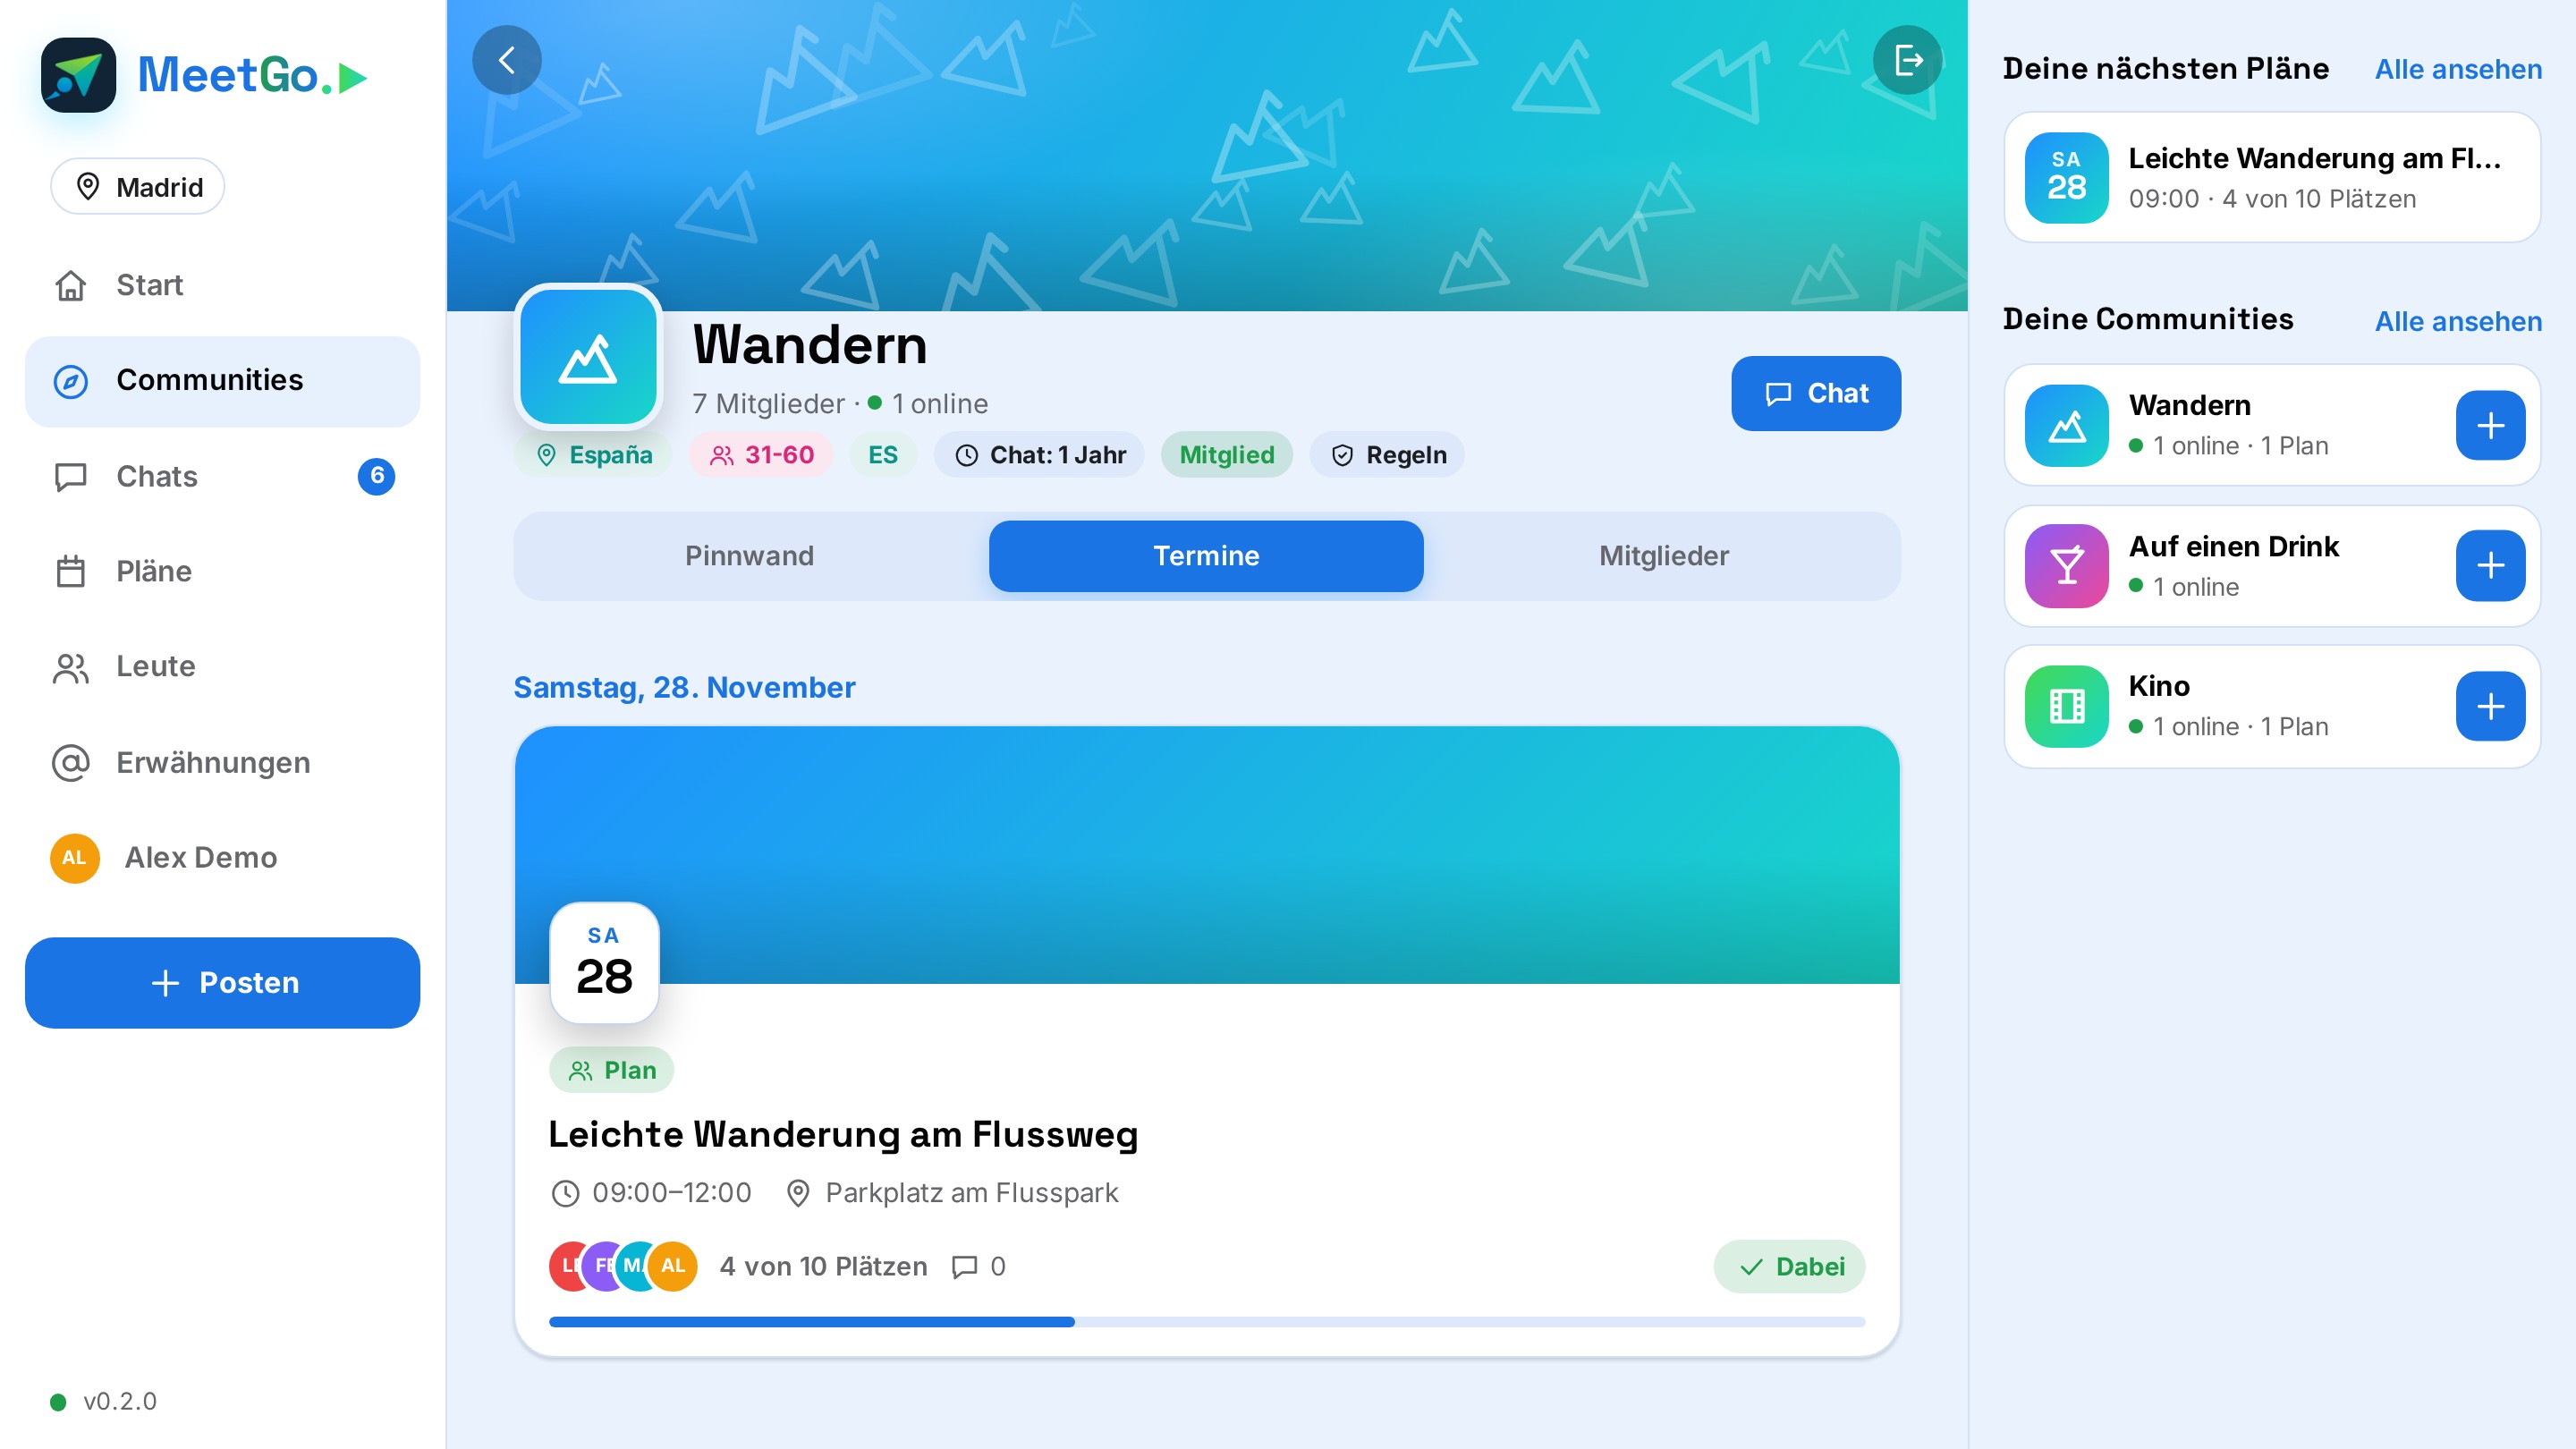 MeetGo.
Madrid
Start
Communities
Chats 6
Pläne
Leute
Erwähnungen
AL Alex Demo
Posten
v0.2.0
Wandern
7 Mitglieder · 1 online
Chat
España 31-60 ES Chat: 1 Jahr Mitglied Regeln
Pinnwand Termine Mitglieder
Samstag, 28. November
SA
28
Plan
Leichte Wanderung am Flussweg
09:00–12:00 Parkplatz am Flusspark
AL 4 von 10 Plätzen 0 Dabei
Deine nächsten Pläne Alle ansehen
SA
28
Leichte Wanderung am Fl...
09:00 · 4 von 10 Plätzen
Deine Communities Alle ansehen
Wandern
1 online · 1 Plan
Auf einen Drink
1 online
Kino
1 online · 1 Plan